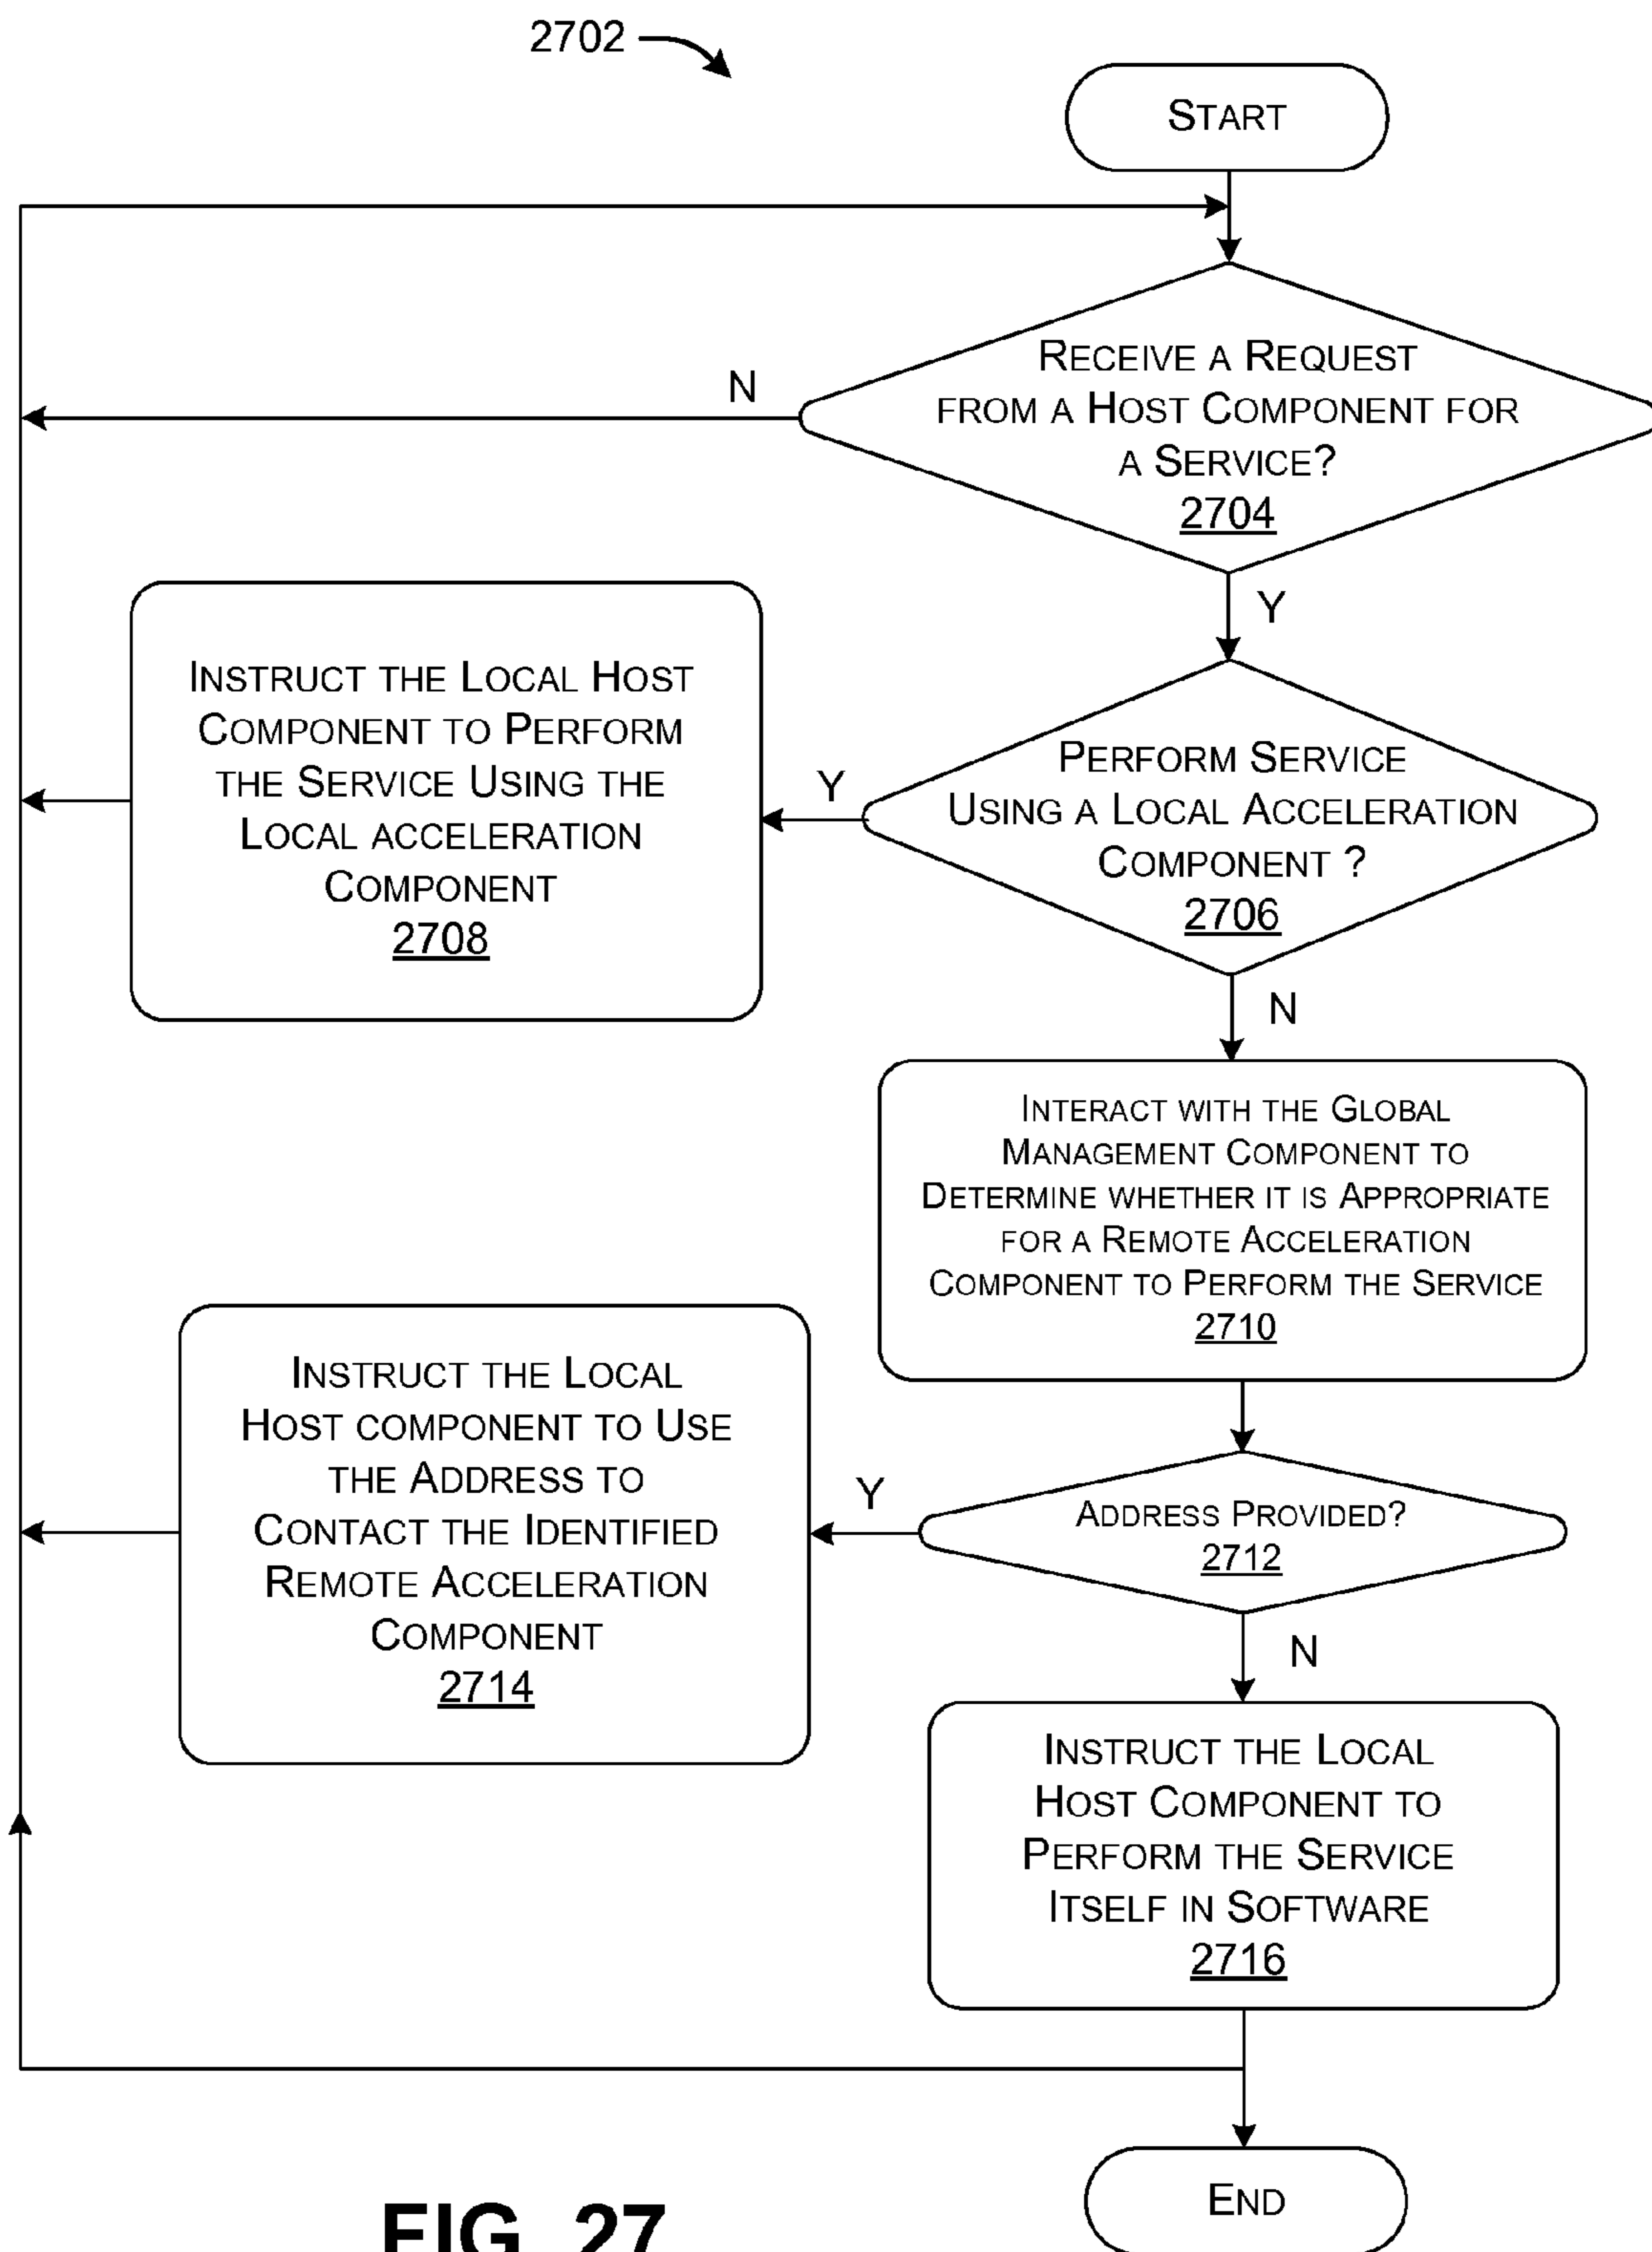 2702
START
RECEIVE A REQUEST
FROM A HOST COMPONENT FOR
A SERVICE?
2704
N
Y
PERFORM SERVICE
USING A LOCAL ACCELERATION
COMPONENT ?
2706
Y
INSTRUCT THE LOCAL HOST
COMPONENT TO PERFORM
THE SERVICE USING THE
LOCAL ACCELERATION
COMPONENT
2708
N
INTERACT WITH THE GLOBAL
MANAGEMENT COMPONENT TO
DETERMINE WHETHER IT IS APPROPRIATE
FOR A REMOTE ACCELERATION
COMPONENT TO PERFORM THE SERVICE
2710
ADDRESS PROVIDED?
2712
Y
INSTRUCT THE LOCAL
HOST COMPONENT TO USE
THE ADDRESS TO
CONTACT THE IDENTIFIED
REMOTE ACCELERATION
COMPONENT
2714
N
INSTRUCT THE LOCAL
HOST COMPONENT TO
PERFORM THE SERVICE
ITSELF IN SOFTWARE
2716
END
FIG. 27